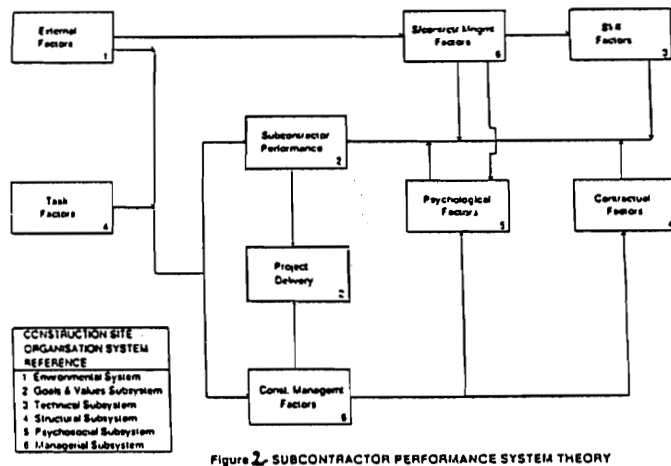 External
Factors
1
S/contractr Mngmt
Factors
6
Skill
Factors
3
Subcontractor
Performance
2
Task
Factors
4
Psychological
Factors
5
Contractual
Factors
4
Project
Delivery
2
Const. Managemt
Factors
6
CONSTRUCTION SITE
ORGANISATION SYSTEM
REFERENCE
1 Environmental System
2 Goals & Values Subsystem
3 Technical Subsystem
4 Structural Subsystem
5 Psychosocial Subsystem
6 Managerial Subsystem
Figure 2. SUBCONTRACTOR PERFORMANCE SYSTEM THEORY